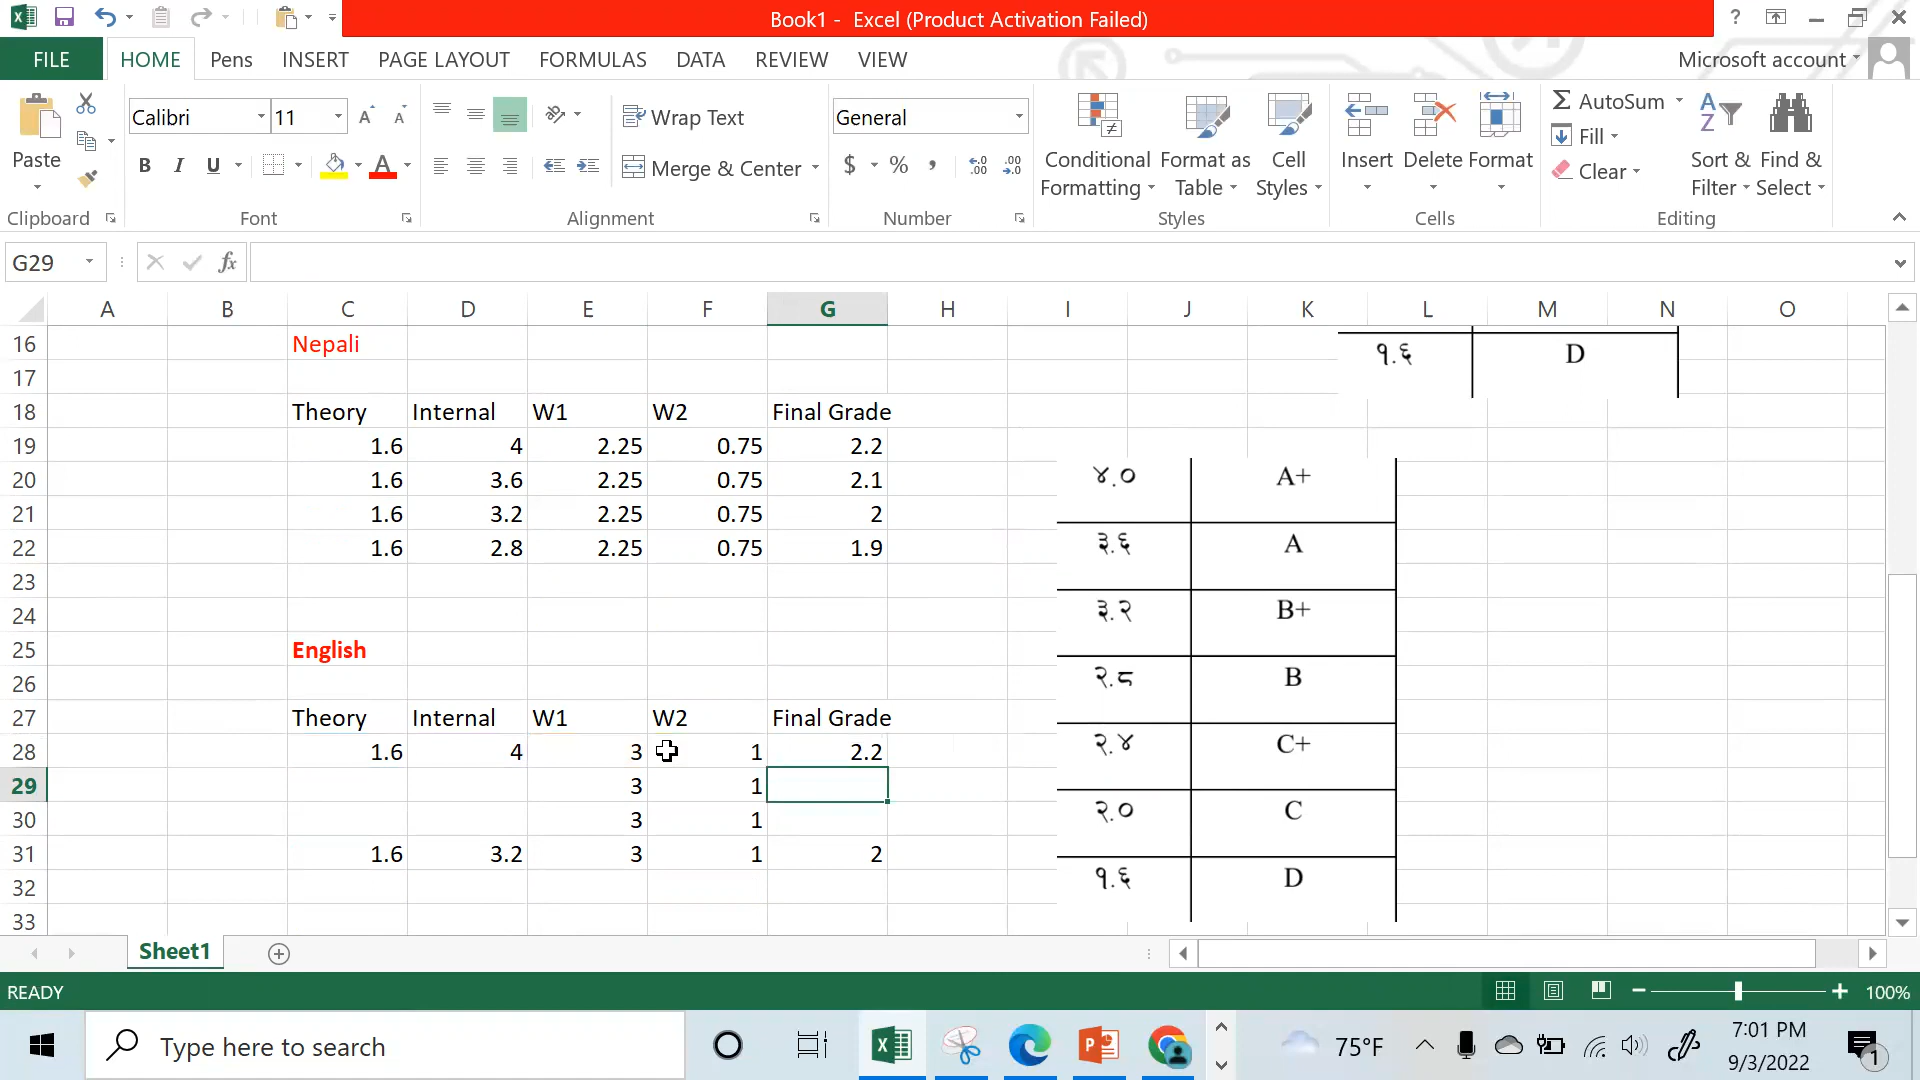 Book1 - Excel (Product Activation Failed)
FILE HOME Pens INSERT PAGE LAYOUT FORMULAS DATA REVIEW VIEW Microsoft account
Calibri 11 Wrap Text General AutoSum
Paste B I U Merge & Center $ % , Conditional Formatting Format as Table Cell Styles Insert Delete Format Fill Clear Sort & Filter Find & Select
Clipboard Font Alignment Number Styles Cells Editing
G29 fx
A B C D E F G H I J K L M N O
16 Nepali १.६ D
17
18 Theory Internal W1 W2 Final Grade
19 1.6 4 2.25 0.75 2.2
४.० A+
20 1.6 3.6 2.25 0.75 2.1
21 1.6 3.2 2.25 0.75 2
22 1.6 2.8 2.25 0.75 1.9
३.६ A
23
24
३.२ B+
25 English
26
२.८ B
27 Theory Internal W1 W2 Final Grade
28 1.6 4 3 1 2.2
२.४ C+
29 3 1
30 3 1
२.० C
31 1.6 3.2 3 1 2
32
१.६ D
33
Sheet1
READY 100%
Type here to search 75°F 7:01 PM
9/3/2022 1